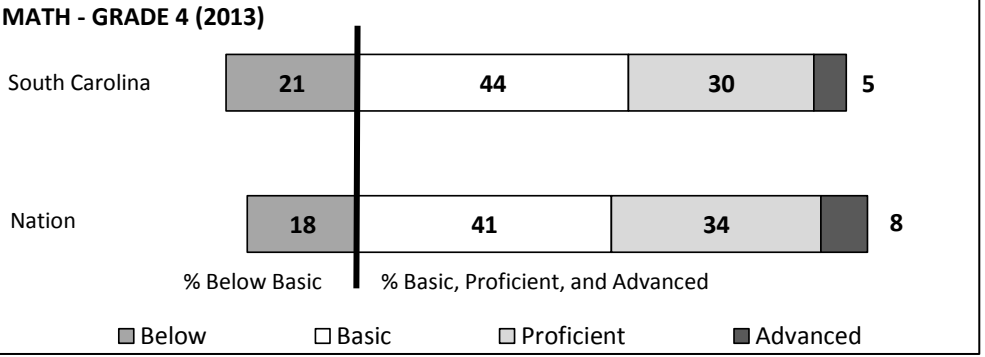 MATH - GRADE 4 (2013)
South Carolina 21 44 30 5
Nation 18 41 34 8
% Below Basic % Basic, Proficient, and Advanced
Below Basic Proficient Advanced